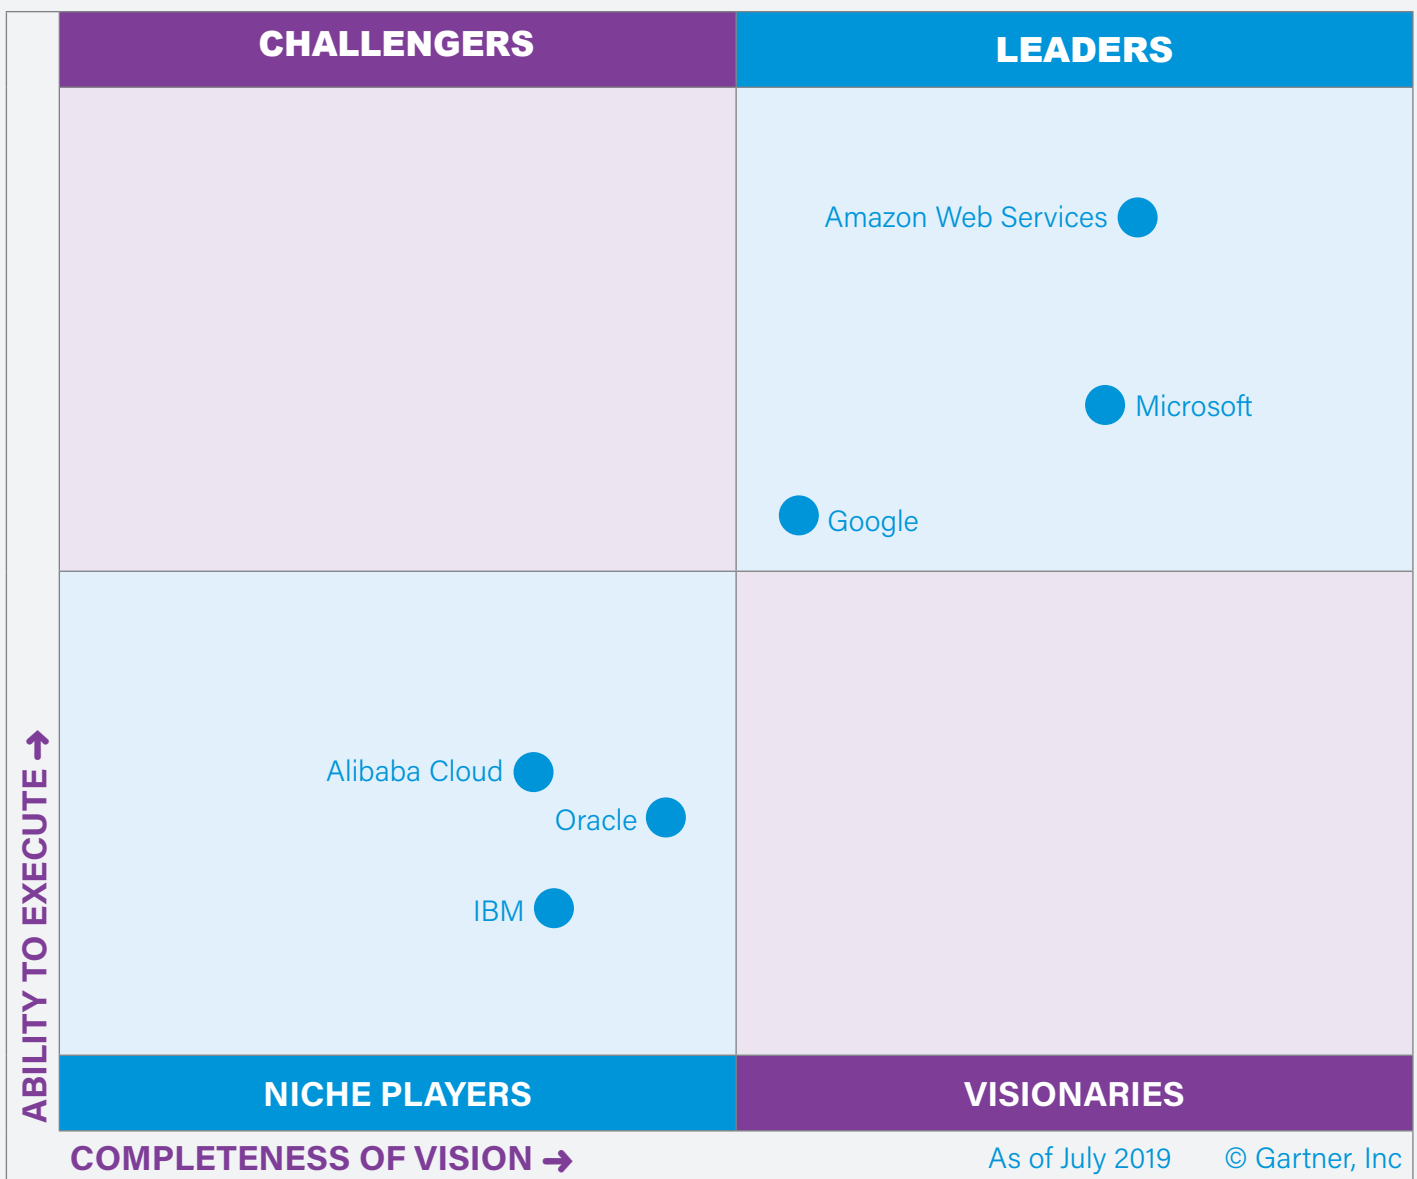 CHALLENGERS
LEADERS
Amazon Web Services
Microsoft
Google
Alibaba Cloud
Oracle
IBM
ABILITY TO EXECUTE →
NICHE PLAYERS
VISIONARIES
COMPLETENESS OF VISION →
As of July 2019 © Gartner, Inc